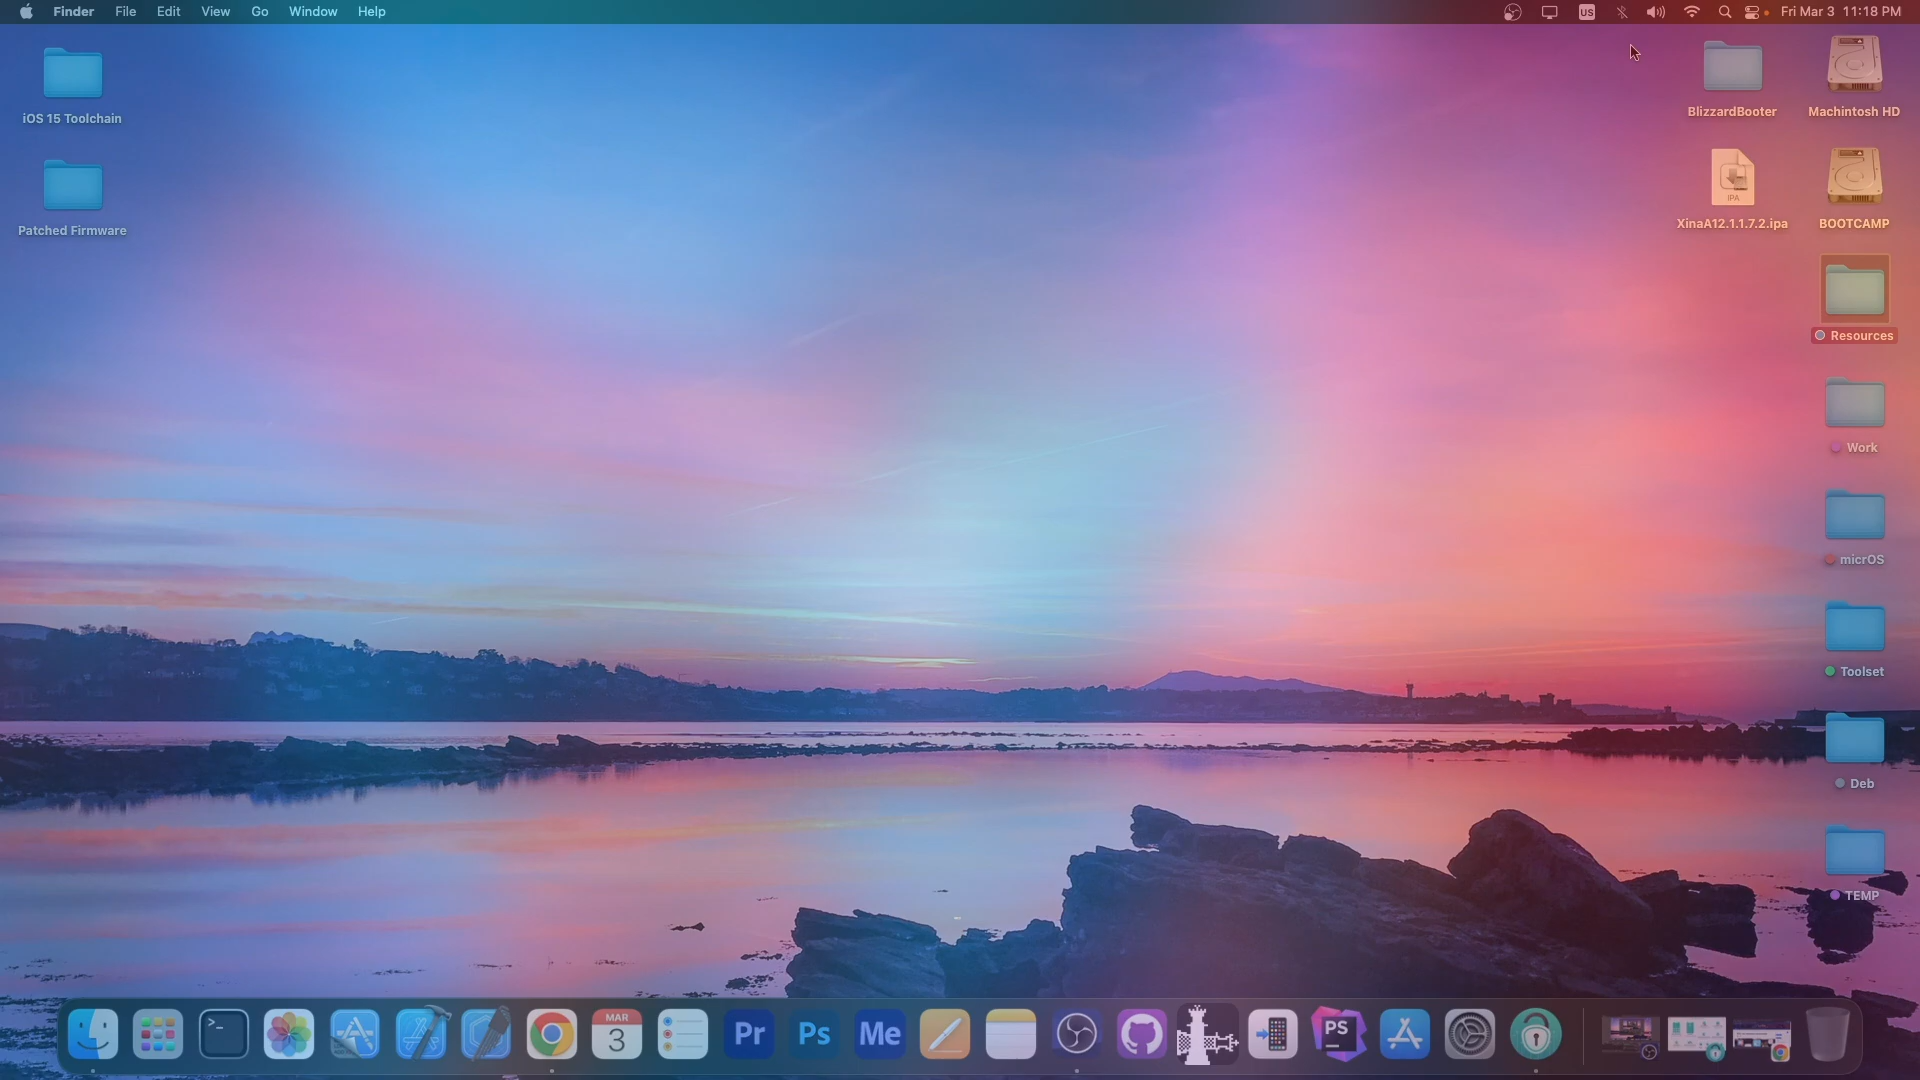 Finder File Edit View Go Window Help
US Fri Mar 3 11:18 PM
iOS 15 Toolchain
Patched Firmware
BlizzardBooter
Machintosh HD
IPA
XinaA12.1.1.7.2.ipa
BOOTCAMP
Resources
Work
micrOS
Toolset
Deb
TEMP
>_
MAR
3
Pr
Ps
Me
PS